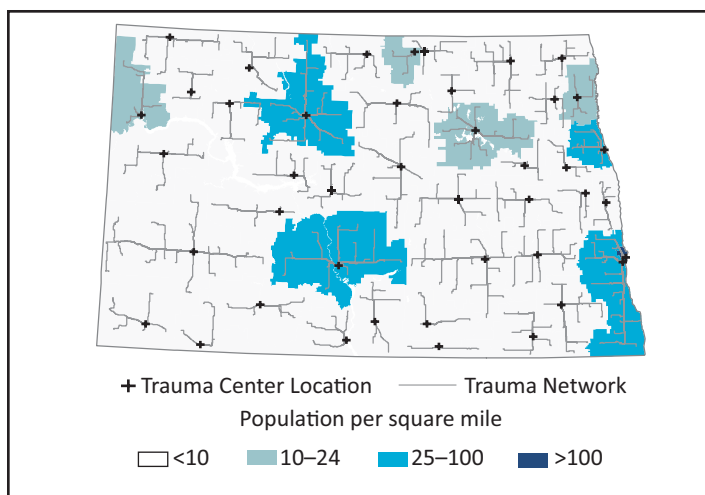 Trauma Center Location Trauma Network
Population per square mile
<10 10–24 25–100 >100